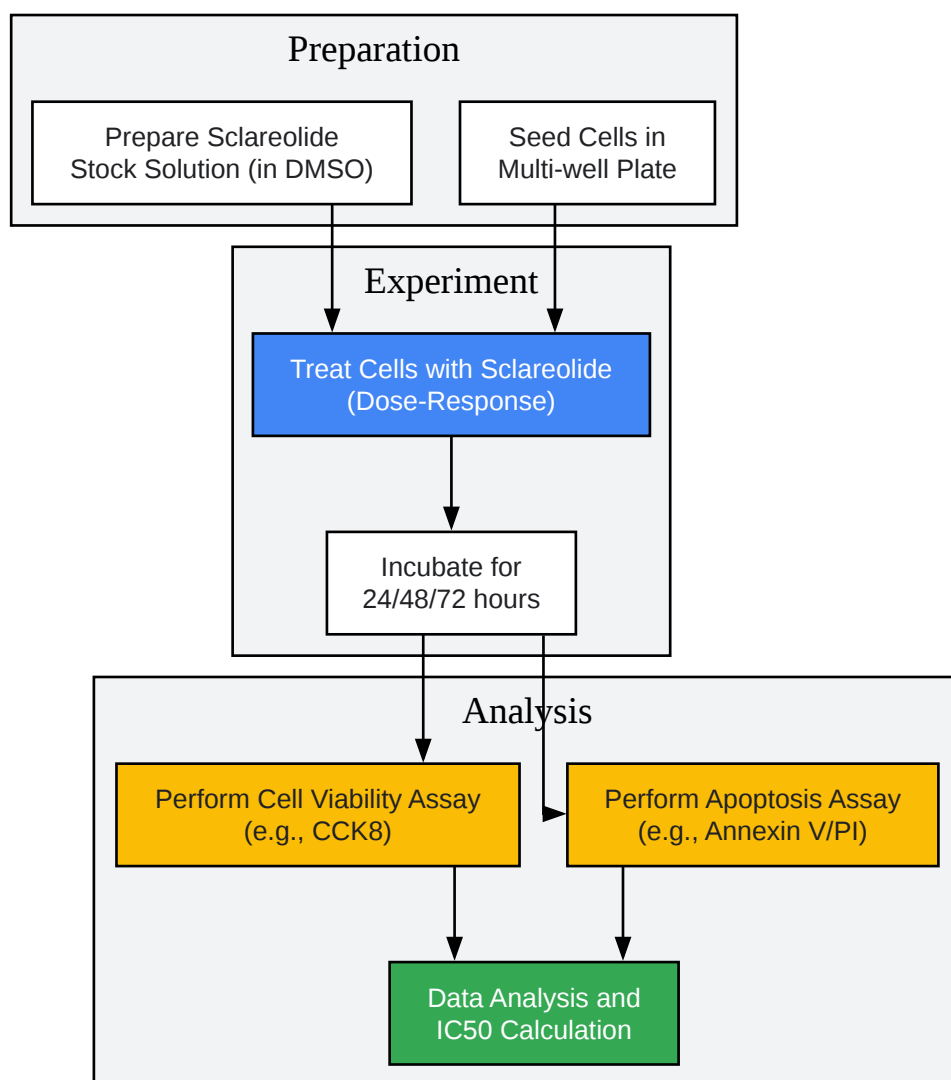 Preparation
Prepare Sclareolide
Stock Solution (in DMSO)
Seed Cells in
Multi-well Plate
Experiment
Treat Cells with Sclareolide
(Dose-Response)
Incubate for
24/48/72 hours
Analysis
Perform Cell Viability Assay
(e.g., CCK8)
Perform Apoptosis Assay
(e.g., Annexin V/PI)
Data Analysis and
IC50 Calculation